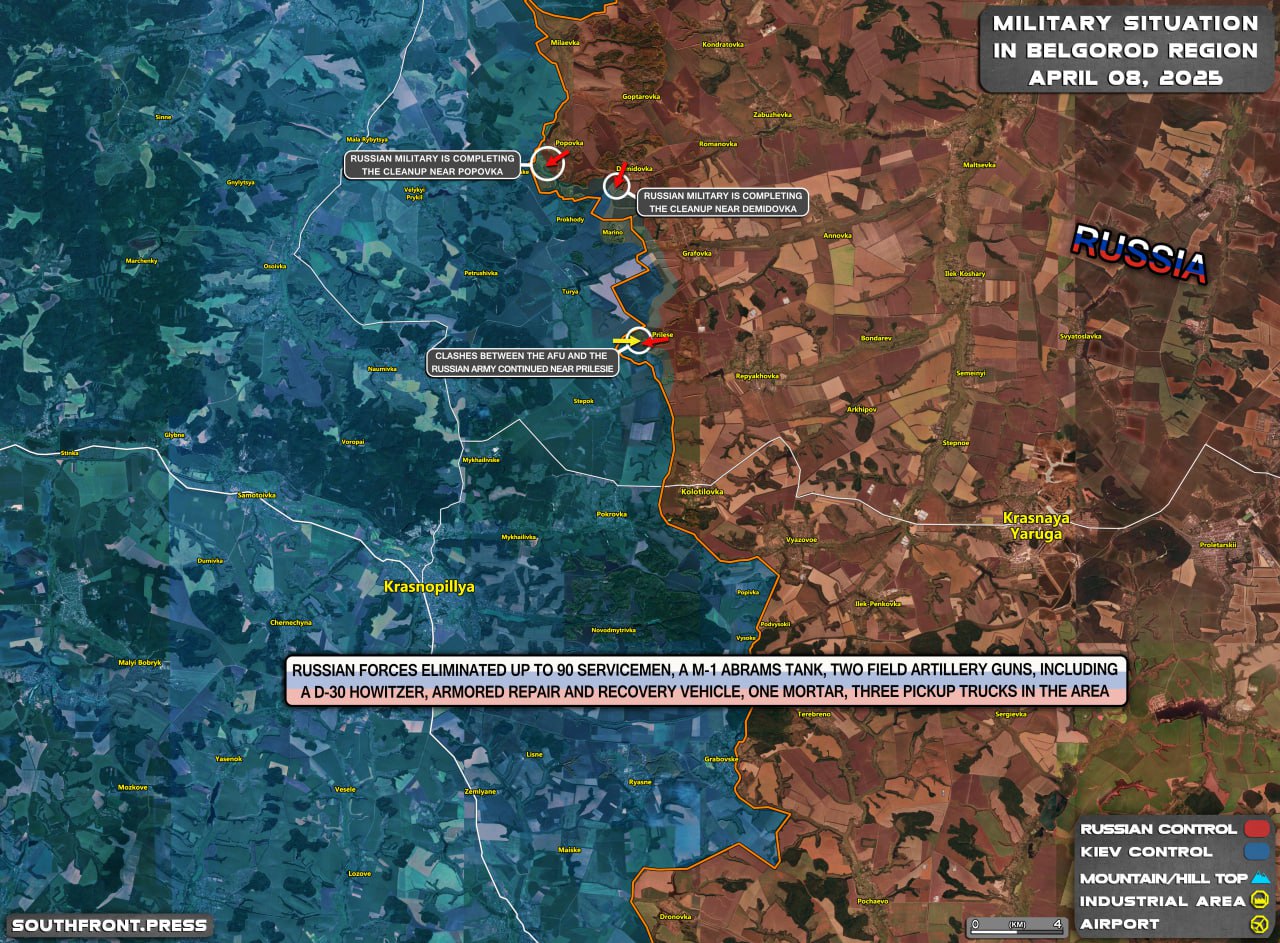 MILITARY SITUATION
IN BELGOROD REGION
APRIL 08, 2025
Milaevka
Kondratovka
Goptarovka
Zabuzhevka
Sinne
Mala Rybytsya
Popovka
Romanovka
RUSSIAN MILITARY IS COMPLETING
THE CLEANUP NEAR POPOVKA
Demidovka
Maltsevka
Gnylytsya
Velykyi
Prykil
RUSSIAN MILITARY IS COMPLETING
THE CLEANUP NEAR DEMIDOVKA
Prokhody
Marino
Annovka
RUSSIA
Marchenky
Osoivka
Grafovka
Petrushivka
Ilek-Koshary
Turya
Prilese
Bondarev
Svyatoslavka
CLASHES BETWEEN THE AFU AND THE
RUSSIAN ARMY CONTINUED NEAR PRILESIE
Naumivka
Repyakhovka
Semeinyi
Stepok
Arkhipov
Glybne
Voropai
Stepnoe
Stinka
Mykhailivske
Samotoivka
Kolotilovka
Pokrovka
Krasnaya
Yaruga
Mykhailivka
Vyazovoe
Proletarskii
Dumivka
Krasnopillya
Popivka
Ilek-Penkovka
Chernechyna
Novodmytrivka
Podvysokii
Vysoke
Malyi Bobryk
RUSSIAN FORCES ELIMINATED UP TO 90 SERVICEMEN, A M-1 ABRAMS TANK, TWO FIELD ARTILLERY GUNS, INCLUDING
A D-30 HOWITZER, ARMORED REPAIR AND RECOVERY VEHICLE, ONE MORTAR, THREE PICKUP TRUCKS IN THE AREA
Terebreno
Sergievka
Yasenok
Lisne
Grabovske
Mozkove
Vesele
Zemlyane
Ryasne
Maiske
Lozove
Pochaevo
Dronovka
RUSSIAN CONTROL
KIEV CONTROL
MOUNTAIN/HILL TOP
INDUSTRIAL AREA
AIRPORT
0 (KM) 4
SOUTHFRONT.PRESS